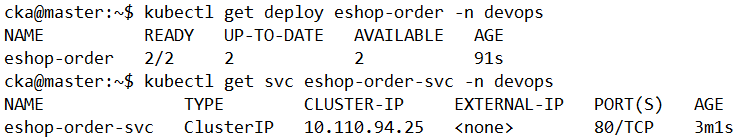 cka@master:~$ kubectl get deploy eshop-order -n devops
NAME          READY   UP-TO-DATE   AVAILABLE   AGE
eshop-order   2/2     2            2           91s
cka@master:~$ kubectl get svc eshop-order-svc -n devops
NAME              TYPE        CLUSTER-IP     EXTERNAL-IP   PORT(S)   AGE
eshop-order-svc   ClusterIP   10.110.94.25   <none>        80/TCP    3m1s